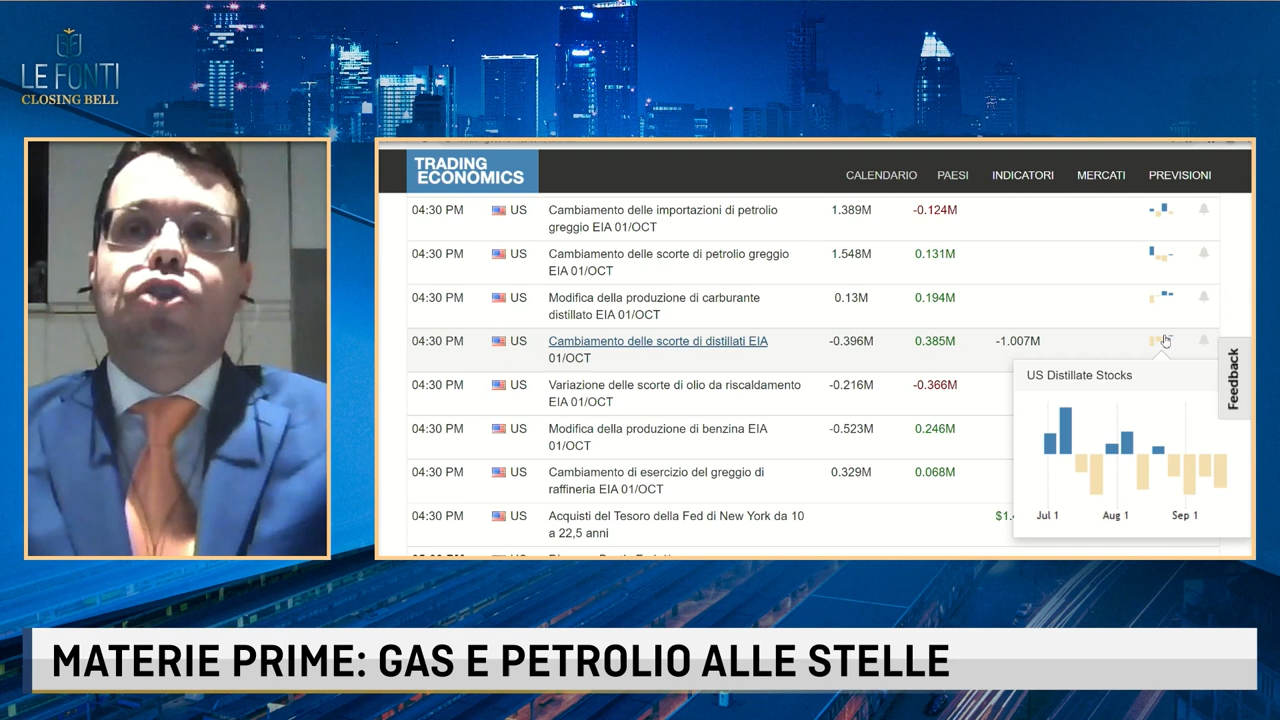 LE FONTI
CLOSING BELL
TRADING
ECONOMICS
CALENDARIO PAESI INDICATORI MERCATI PREVISIONI
04:30 PM US Cambiamento delle importazioni di petrolio 1.389M -0.124M
greggio EIA 01/OCT
04:30 PM US Cambiamento delle scorte di petrolio greggio 1.548M 0.131M
EIA 01/OCT
04:30 PM US Modifica della produzione di carburante 0.13M 0.194M
distillato EIA 01/OCT
04:30 PM US Cambiamento delle scorte di distillati EIA -0.396M 0.385M -1.007M
01/OCT
04:30 PM US Variazione delle scorte di olio da riscaldamento -0.216M -0.366M
EIA 01/OCT
04:30 PM US Modifica della produzione di benzina EIA -0.523M 0.246M
01/OCT
04:30 PM US Cambiamento di esercizio del greggio di 0.329M 0.068M
raffineria EIA 01/OCT
04:30 PM US Acquisti del Tesoro della Fed di New York da 10
a 22,5 anni
US Distillate Stocks
Jul 1 Aug 1 Sep 1
Feedback
MATERIE PRIME: GAS E PETROLIO ALLE STELLE